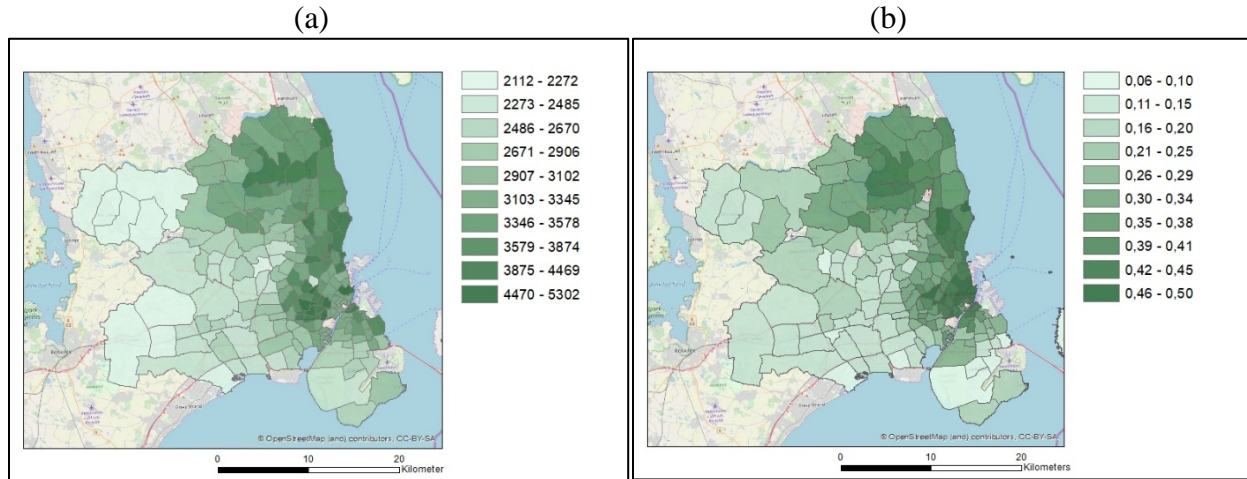 (a)
(b)
2112 - 2272
2273 - 2485
2486 - 2670
2671 - 2906
2907 - 3102
3103 - 3345
3346 - 3578
3579 - 3874
3875 - 4469
4470 - 5302
© OpenStreetMap (and) contributors, CC-BY-SA
0
10
20
Kilometer
0,06 - 0,10
0,11 - 0,15
0,16 - 0,20
0,21 - 0,25
0,26 - 0,29
0,30 - 0,34
0,35 - 0,38
0,39 - 0,41
0,42 - 0,45
0,46 - 0,50
© OpenStreetMap (and) contributors, CC-BY-SA
0
10
20
Kilometers